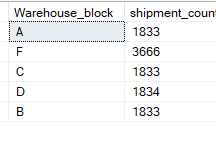 Warehouse_block shipment_count
A 1833
F 3666
C 1833
D 1834
B 1833